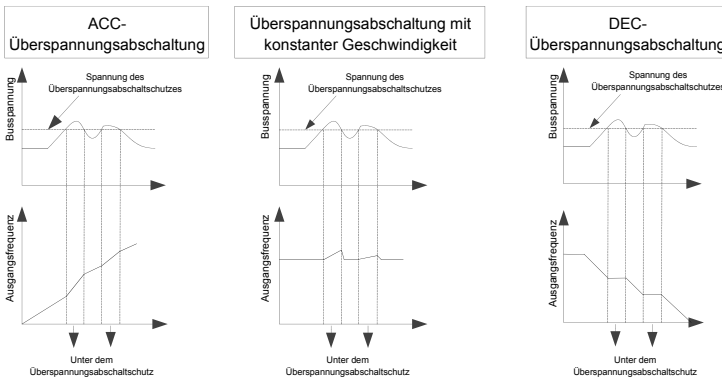 ACC-
Überspannungsabschaltung
Überspannungsabschaltung mit
konstanter Geschwindigkeit
DEC-
Überspannungsabschaltung
Busspannung
Spannung des
Überspannungsabschaltschutzes
Busspannung
Spannung des
Überspannungsabschaltschutzes
Busspannung
Spannung des
Überspannungsabschaltschutzes
Ausgangsfrequenz
Unter dem
Überspannungsabschaltschutz
Ausgangsfrequenz
Unter dem
Überspannungsabschaltschutz
Ausgangsfrequenz
Unter dem
Überspannungsabschaltschutz